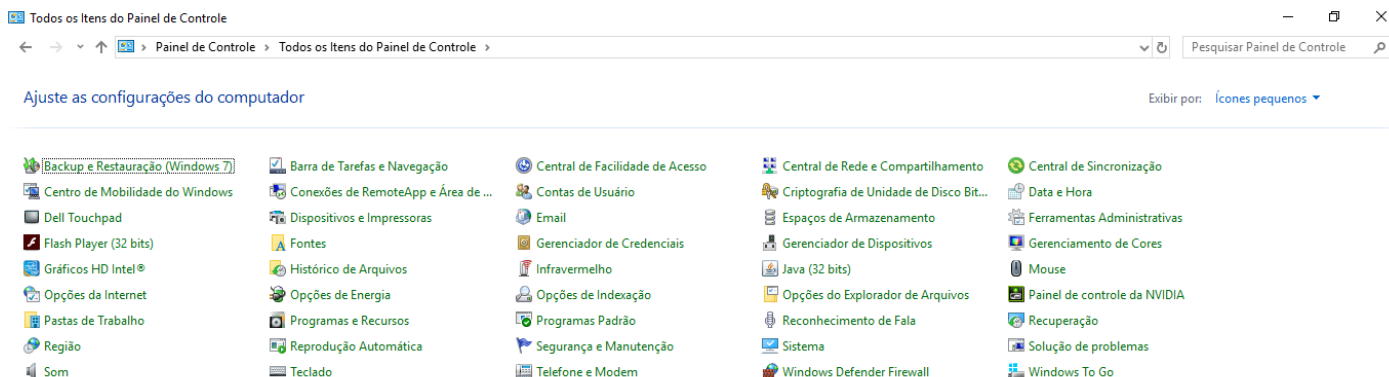 Todos os Itens do Painel de Controle
Painel de Controle > Todos os Itens do Painel de Controle >
Pesquisar Painel de Controle
Ajuste as configurações do computador
Exibir por: Ícones pequenos
Backup e Restauração (Windows 7) Barra de Tarefas e Navegação Central de Facilidade de Acesso Central de Rede e Compartilhamento Central de Sincronização
Centro de Mobilidade do Windows Conexões de RemoteApp e Área de ... Contas de Usuário Criptografia de Unidade de Disco Bit... Data e Hora
Dell Touchpad Dispositivos e Impressoras Email Espaços de Armazenamento Ferramentas Administrativas
Flash Player (32 bits) Fontes Gerenciador de Credenciais Gerenciador de Dispositivos Gerenciamento de Cores
Gráficos HD Intel® Histórico de Arquivos Infravermelho Java (32 bits) Mouse
Opções da Internet Opções de Energia Opções de Indexação Opções do Explorador de Arquivos Painel de controle da NVIDIA
Pastas de Trabalho Programas e Recursos Programas Padrão Reconhecimento de Fala Recuperação
Região Reprodução Automática Segurança e Manutenção Sistema Solução de problemas
Som Teclado Telefone e Modem Windows Defender Firewall Windows To Go